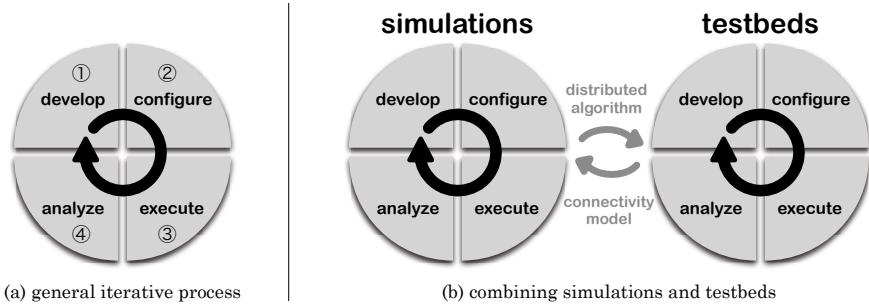 simulations testbeds
① ②
develop configure
analyze execute
④ ③
develop configure
analyze execute
distributed
algorithm
connectivity
model
develop configure
analyze execute
(a) general iterative process
(b) combining simulations and testbeds